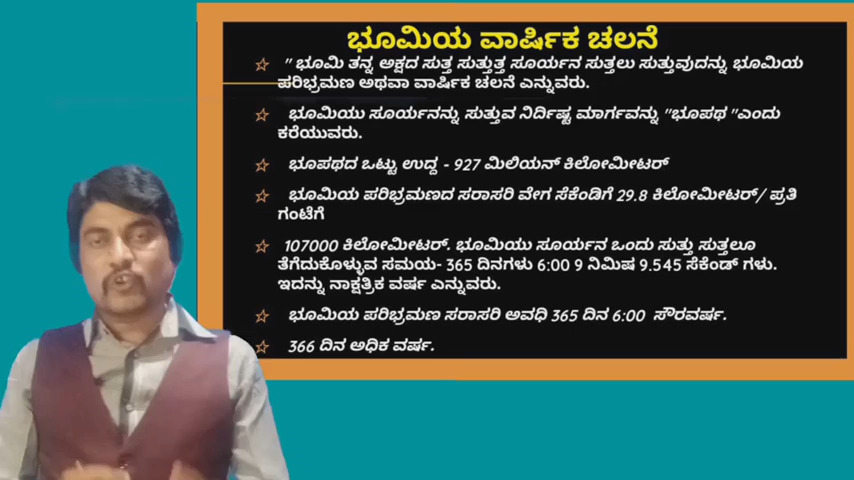 ಭೂಮಿಯ ವಾರ್ಷಿಕ ಚಲನೆ
" ಭೂಮಿ ತನ್ನ ಅಕ್ಷದ ಸುತ್ತ ಸುತ್ತುತ್ತ ಸೂರ್ಯನ ಸುತ್ತಲು ಸುತ್ತುವುದನ್ನು ಭೂಮಿಯ
ಪರಿಭ್ರಮಣ ಅಥವಾ ವಾರ್ಷಿಕ ಚಲನೆ ಎನ್ನುವರು.
ಭೂಮಿಯು ಸೂರ್ಯನನ್ನು ಸುತ್ತುವ ನಿರ್ದಿಷ್ಟ ಮಾರ್ಗವನ್ನು "ಭೂಪಥ "ಎಂದು
ಕರೆಯುವರು.
ಭೂಪಥದ ಒಟ್ಟು ಉದ್ದ - 927 ಮಿಲಿಯನ್ ಕಿಲೋಮೀಟರ್
ಭೂಮಿಯ ಪರಿಭ್ರಮಣದ ಸರಾಸರಿ ವೇಗ ಸೆಕೆಂಡಿಗೆ 29.8 ಕಿಲೋಮೀಟರ್/ ಪ್ರತಿ
ಗಂಟೆಗೆ
107000 ಕಿಲೋಮೀಟರ್. ಭೂಮಿಯು ಸೂರ್ಯನ ಒಂದು ಸುತ್ತು ಸುತ್ತಲೂ
ತೆಗೆದುಕೊಳ್ಳುವ ಸಮಯ- 365 ದಿನಗಳು 6:00 9 ನಿಮಿಷ 9.545 ಸೆಕೆಂಡ್ ಗಳು.
ಇದನ್ನು ನಾಕ್ಷತ್ರಿಕ ವರ್ಷ ಎನ್ನುವರು.
ಭೂಮಿಯ ಪರಿಭ್ರಮಣ ಸರಾಸರಿ ಅವಧಿ 365 ದಿನ 6:00 ಸೌರವರ್ಷ.
366 ದಿನ ಅಧಿಕ ವರ್ಷ.